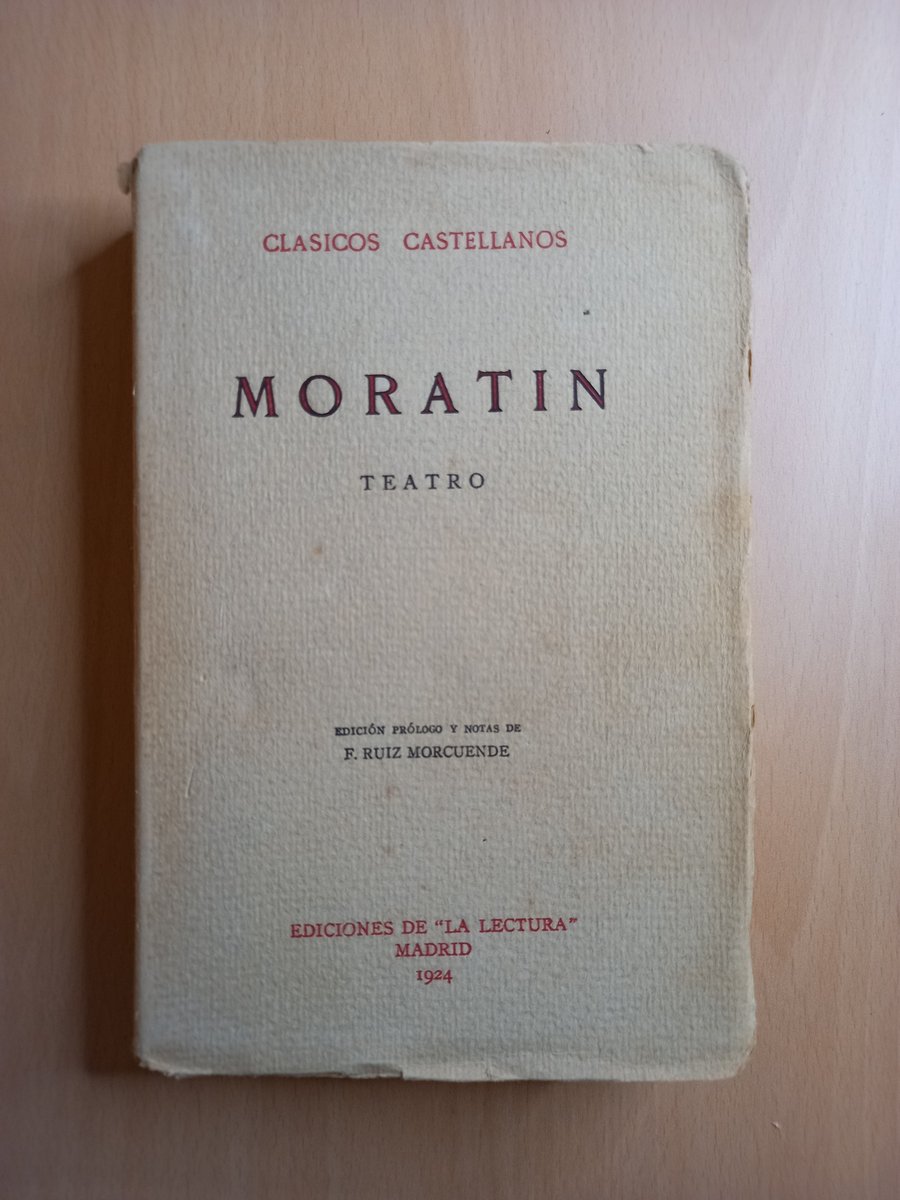 CLASICOS CASTELLANOS
MORATIN
TEATRO
EDICIÓN PRÓLOGO Y NOTAS DE
F. RUIZ MORCUENDE
EDICIONES DE "LA LECTURA"
MADRID
1924